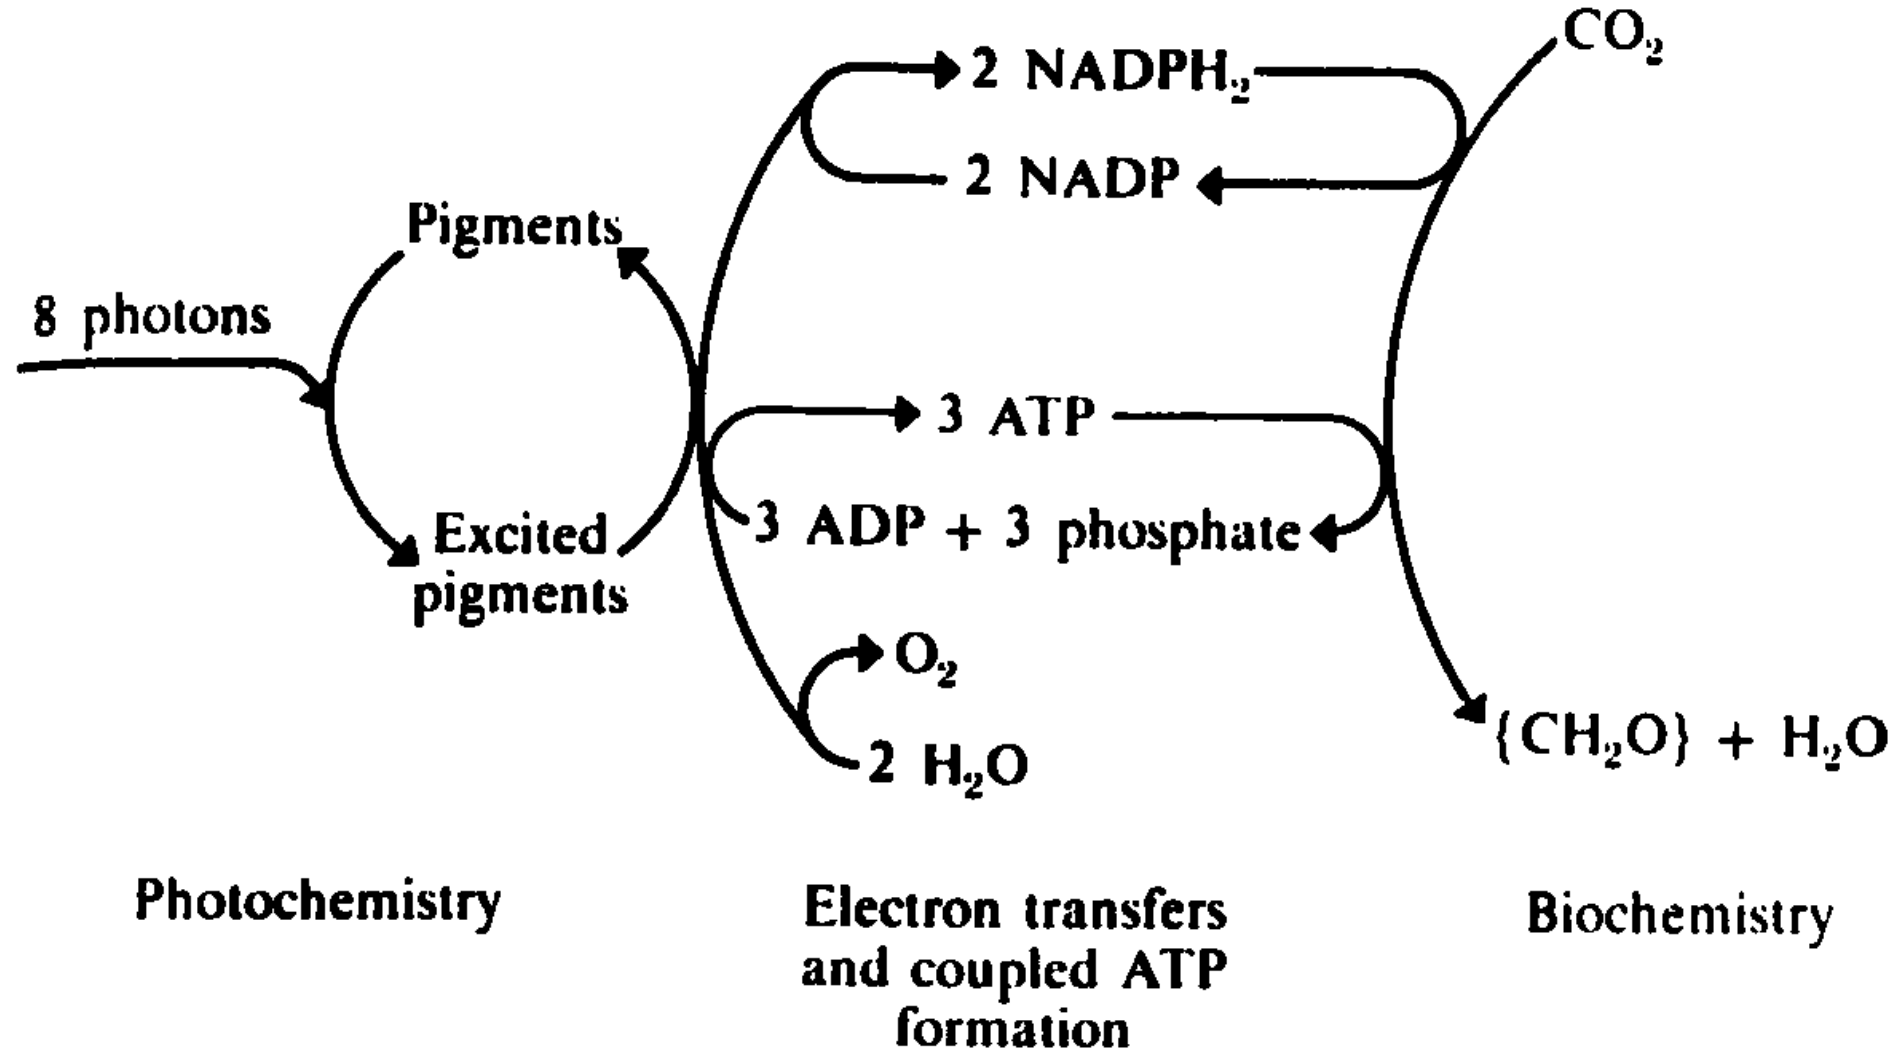 CO₂
2 NADPH₂
2 NADP
Pigments
8 photons
3 ATP
Excited
pigments
3 ADP + 3 phosphate
O₂
2 H₂O
{CH₂O} + H₂O
Photochemistry
Electron transfers
and coupled ATP
formation
Biochemistry